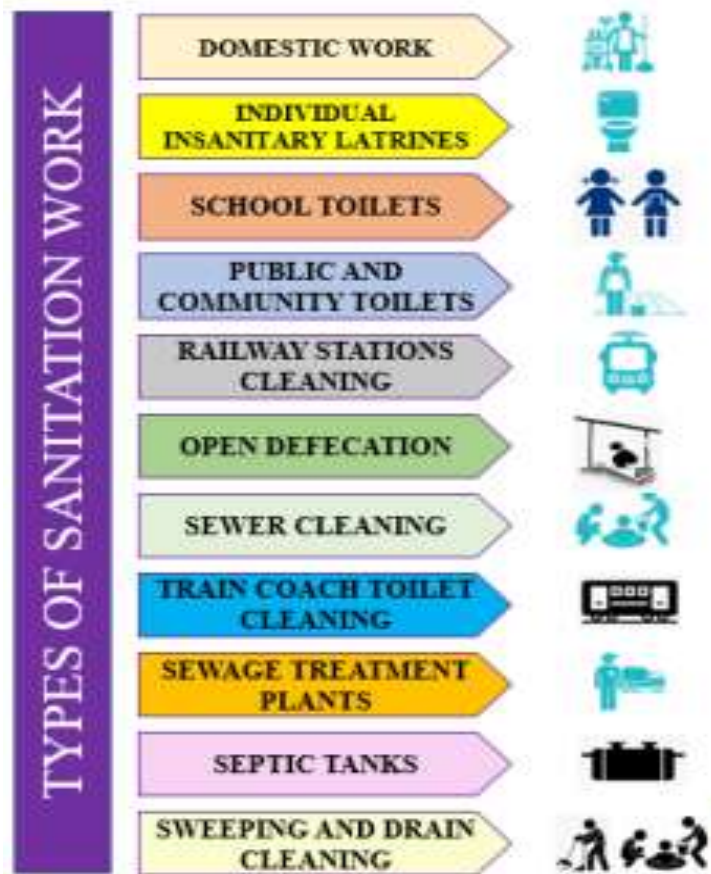 TYPES OF SANITATION WORK
DOMESTIC WORK
INDIVIDUAL
INSANITARY LATRINES
SCHOOL TOILETS
PUBLIC AND
COMMUNITY TOILETS
RAILWAY STATIONS
CLEANING
OPEN DEFECATION
SEWER CLEANING
TRAIN COACH TOILET
CLEANING
SEWAGE TREATMENT
PLANTS
SEPTIC TANKS
SWEEPING AND DRAIN
CLEANING